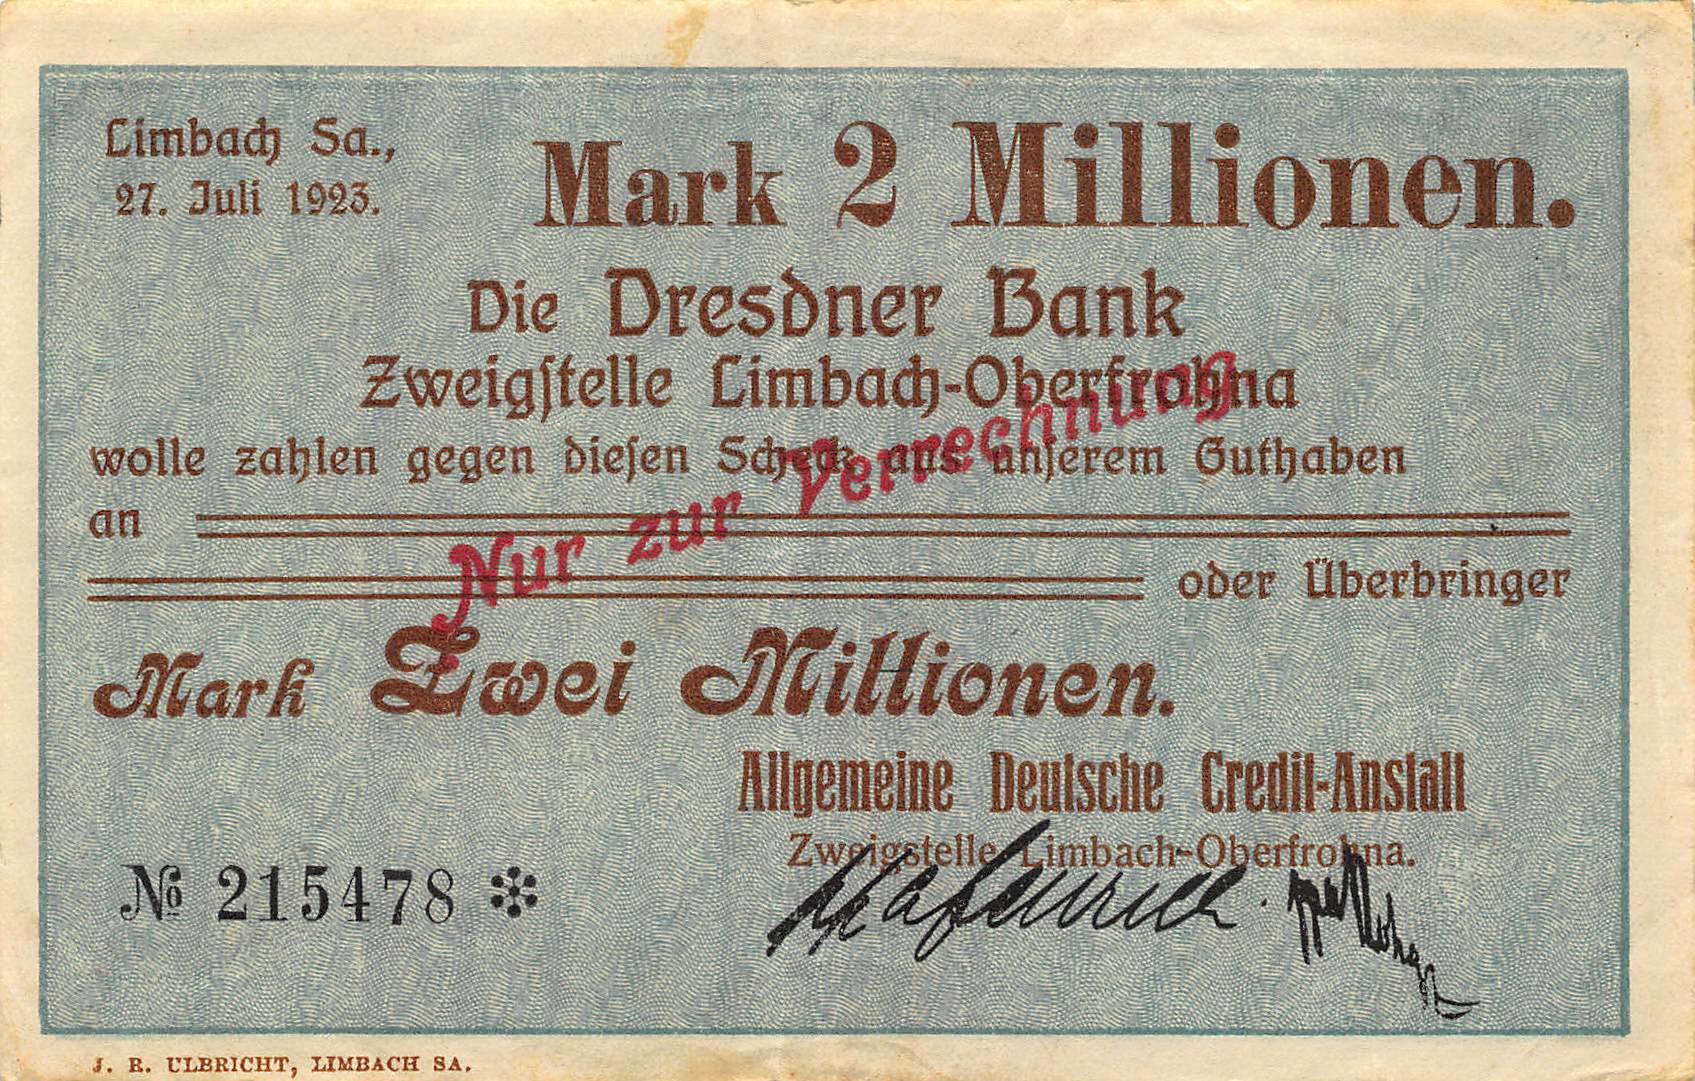 Limbach Sa.,
27. Juli 1923.
Mark 2 Millionen.
Die Dresdner Bank
Zweigstelle Limbach-Oberfrohna
wolle zahlen gegen diesen Scheck aus unserem Guthaben
an
oder Überbringer
Nur zur Verrechnung
Mark Zwei Millionen.
Allgemeine Deutsche Credit-Anstalt
Zweigstelle Limbach-Oberfrohna.
№ 215478 ✻
J. R. ULBRICHT, LIMBACH SA.